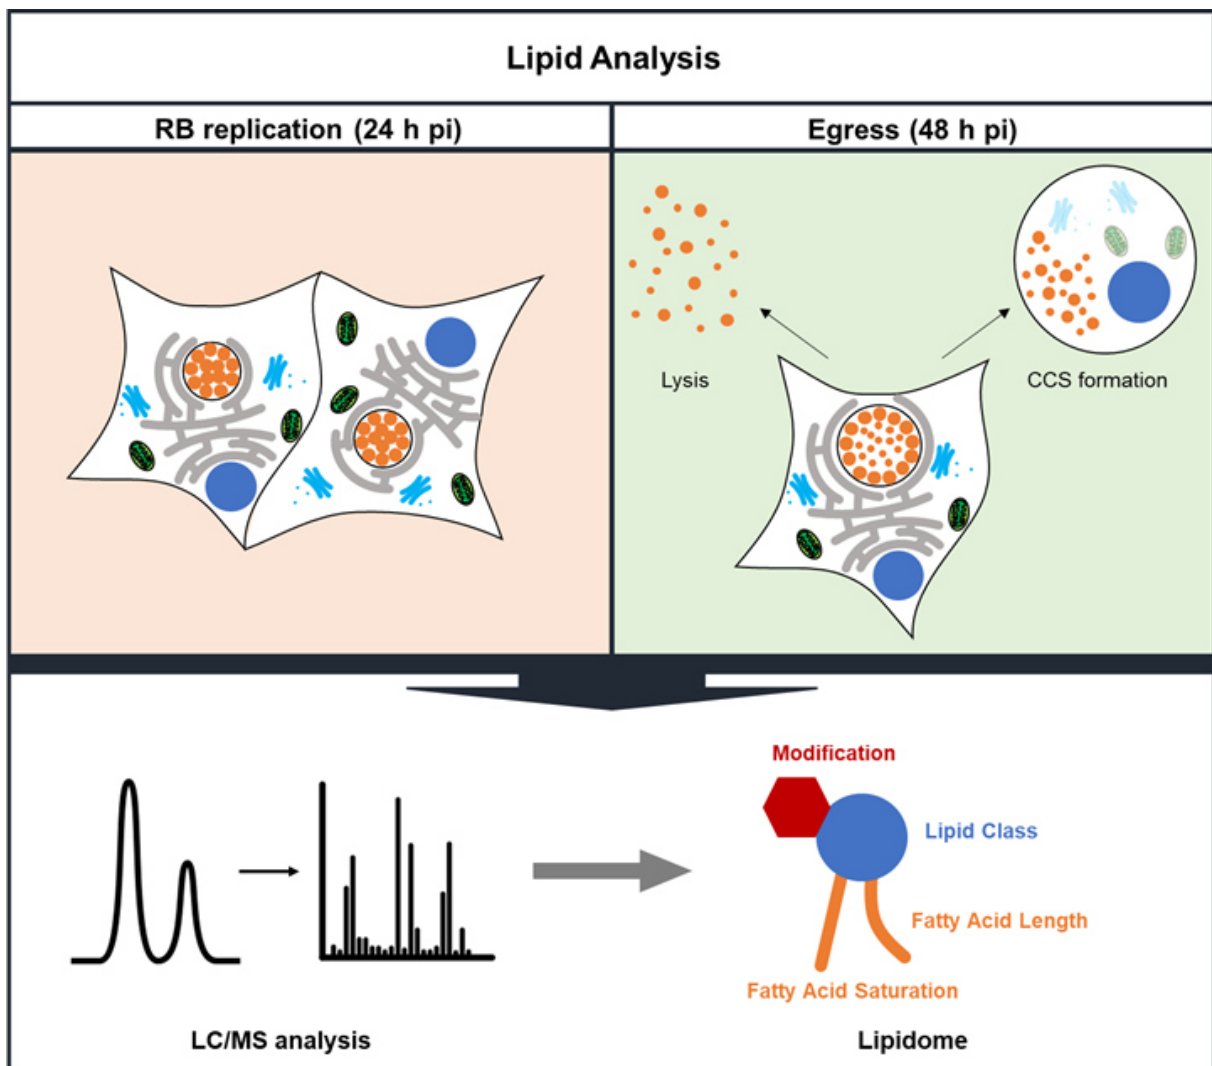 Lipid Analysis
RB replication (24 h pi)
Egress (48 h pi)
Lysis
CCS formation
Modification
Lipid Class
Fatty Acid Length
Fatty Acid Saturation
LC/MS analysis
Lipidome